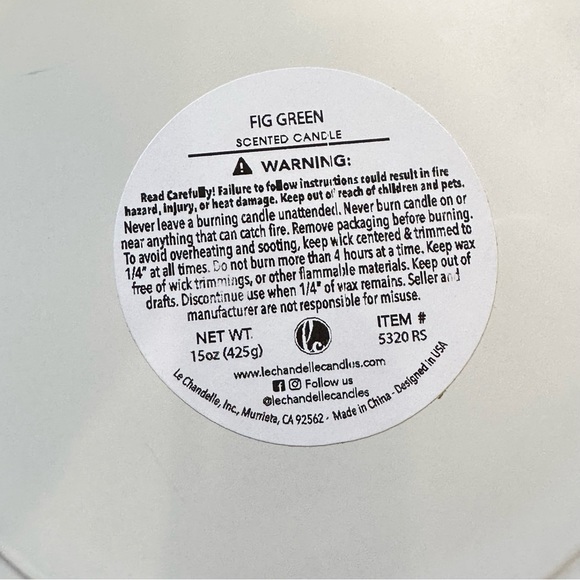 FIG GREEN
SCENTED CANDLE
WARNING:
Read Carefully! Failure to follow instructions could result in fire
hazard, injury, or heat damage. Keep out of reach of children and pets.
Never leave a burning candle unattended. Never burn candle on or
near anything that can catch fire. Remove packaging before burning.
To avoid overheating and sooting, keep wick centered & trimmed to
1/4" at all times. Do not burn more than 4 hours at a time. Keep wax
free of wick trimmings, or other flammable materials. Keep out of
drafts. Discontinue use when 1/4" of wax remains. Seller and
manufacturer are not responsible for misuse.
NET WT.
15oz (425g)
lc
ITEM #
5320 RS
www.lechandellecandles.com
Follow us
@lechandellecandles
Le Chandelle, Inc., Murrieta, CA 92562 - Made in China - Designed in USA